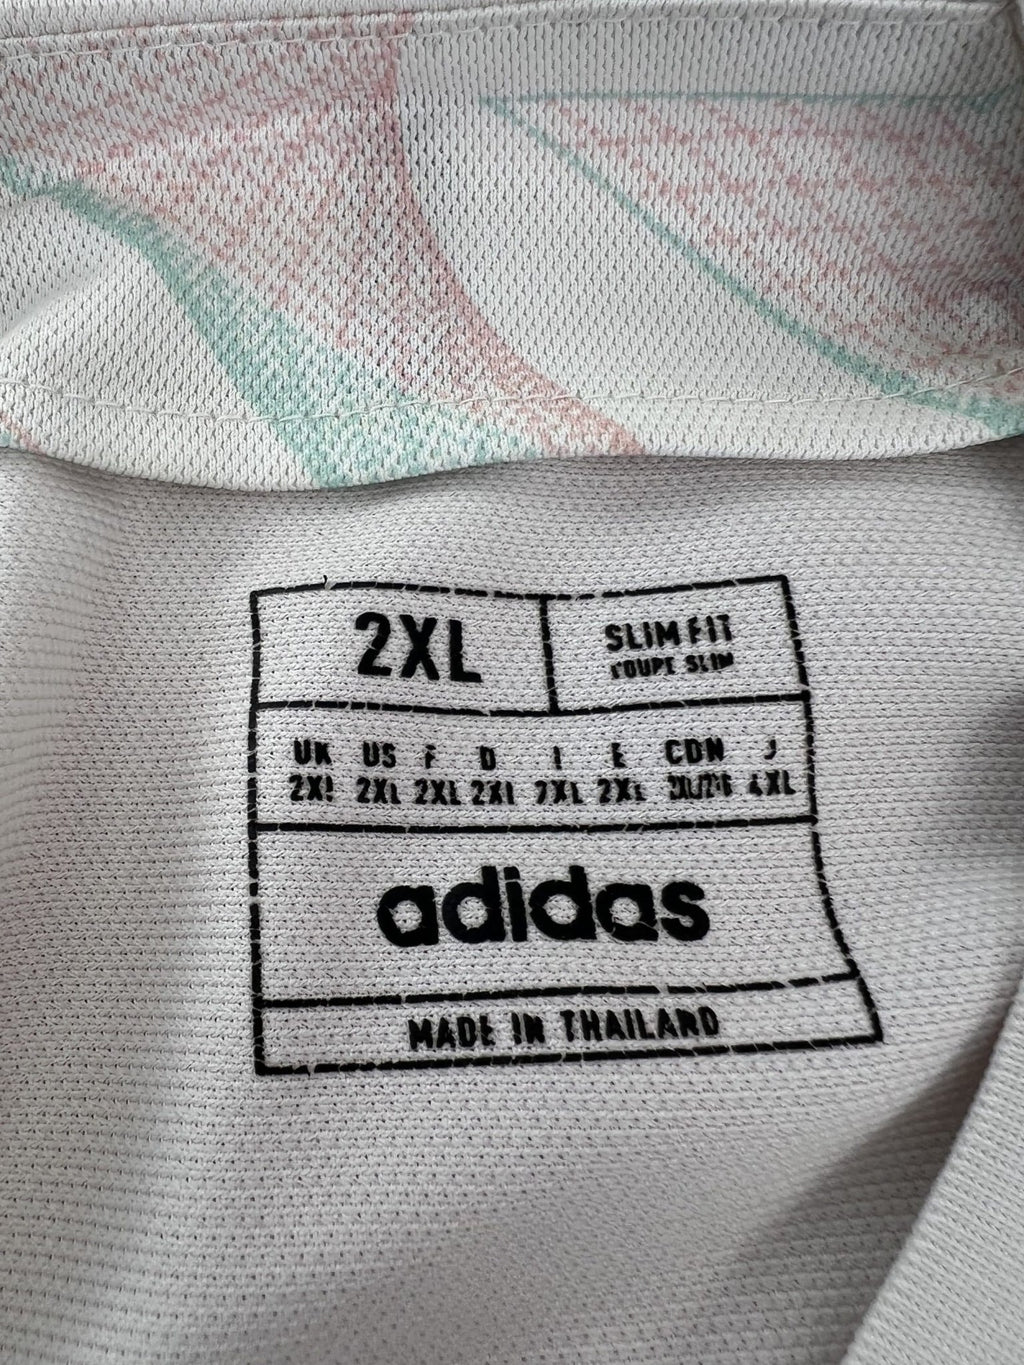 2XL
SLIM FIT
COUPE SLIM
UK US F D I E CDN J
2XL 2XL 2XL 2XL 2XL 2XL 4XL
adidas
MADE IN THAILAND